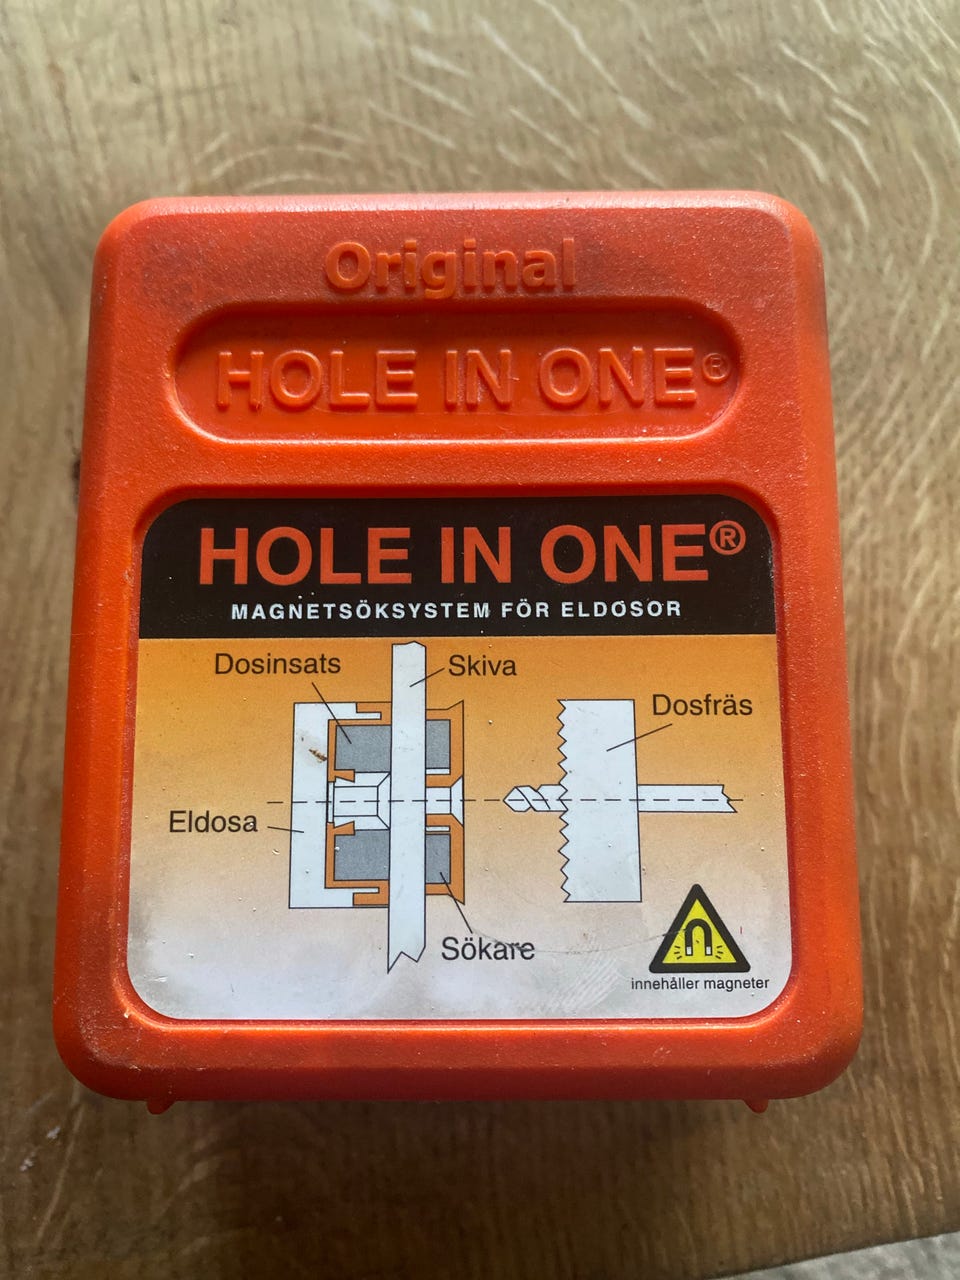 Original
HOLE IN ONE®
HOLE IN ONE®
MAGNETSÖKSYSTEM FÖR ELDOSOR
Dosinsats
Skiva
Dosfräs
Eldosa
Sökare
innehåller magneter